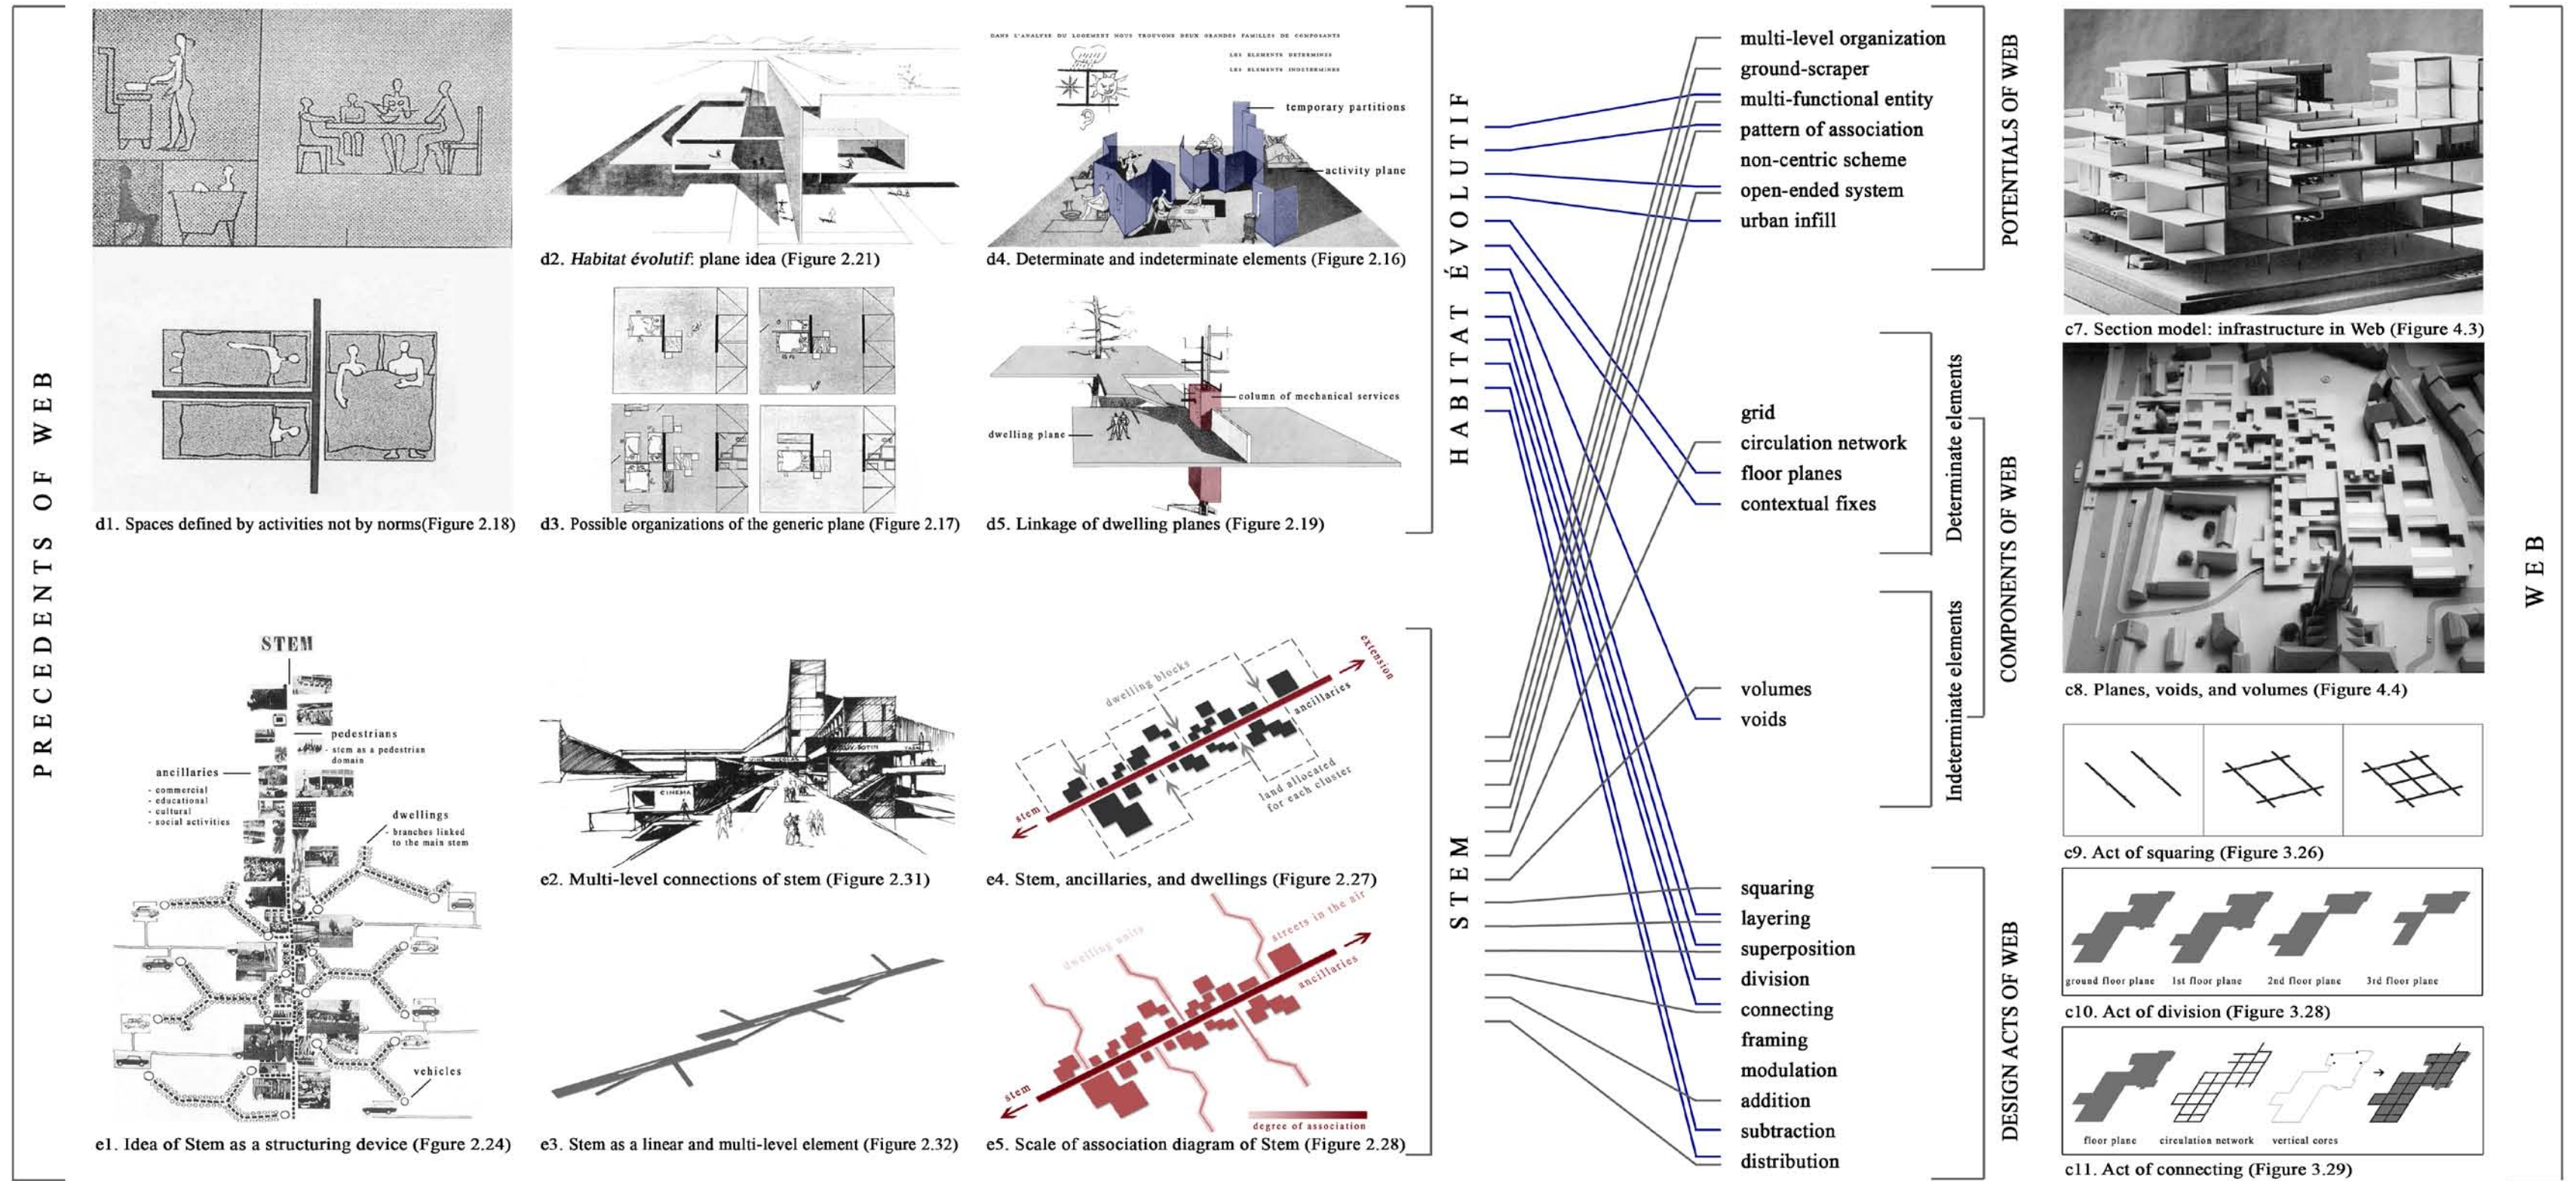 PRECEDENTS OF WEB
d1. Spaces defined by activities not by norms(Figure 2.18)
d2. Habitat évolutif: plane idea (Figure 2.21)
d3. Possible organizations of the generic plane (Figure 2.17)
DANS L'ANALYSE DU LOGEMENT NOUS TROUVONS DEUX GRANDES FAMILLES DE COMPOSANTS
LES ELEMENTS DETERMINES
LES ELEMENTS INDETERMINES
temporary partitions
activity plane
d4. Determinate and indeterminate elements (Figure 2.16)
column of mechanical services
dwelling plane
d5. Linkage of dwelling planes (Figure 2.19)
STEM
pedestrians
- stem as a pedestrian
domain
ancillaries
- commercial
- educational
- cultural
- social activities
dwellings
- branches linked
to the main stem
vehicles
e1. Idea of Stem as a structuring device (Fgure 2.24)
CINEMA
e2. Multi-level connections of stem (Figure 2.31)
e3. Stem as a linear and multi-level element (Figure 2.32)
extension
dwelling blocks
ancillaries
land allocated
for each cluster
stem
e4. Stem, ancillaries, and dwellings (Figure 2.27)
streets in the air
dwelling units
ancillaries
stem
degree of association
e5. Scale of association diagram of Stem (Figure 2.28)
HABITAT ÉVOLUTIF
STEM
multi-level organization
ground-scraper
multi-functional entity
pattern of association
non-centric scheme
open-ended system
urban infill
POTENTIALS OF WEB
grid
circulation network
floor planes
contextual fixes
Determinate elements
volumes
voids
Indeterminate elements
COMPONENTS OF WEB
squaring
layering
superposition
division
connecting
framing
modulation
addition
subtraction
distribution
DESIGN ACTS OF WEB
c7. Section model: infrastructure in Web (Figure 4.3)
c8. Planes, voids, and volumes (Figure 4.4)
c9. Act of squaring (Figure 3.26)
ground floor plane 1st floor plane 2nd floor plane 3rd floor plane
c10. Act of division (Figure 3.28)
floor plane circulation network vertical cores
c11. Act of connecting (Figure 3.29)
WEB